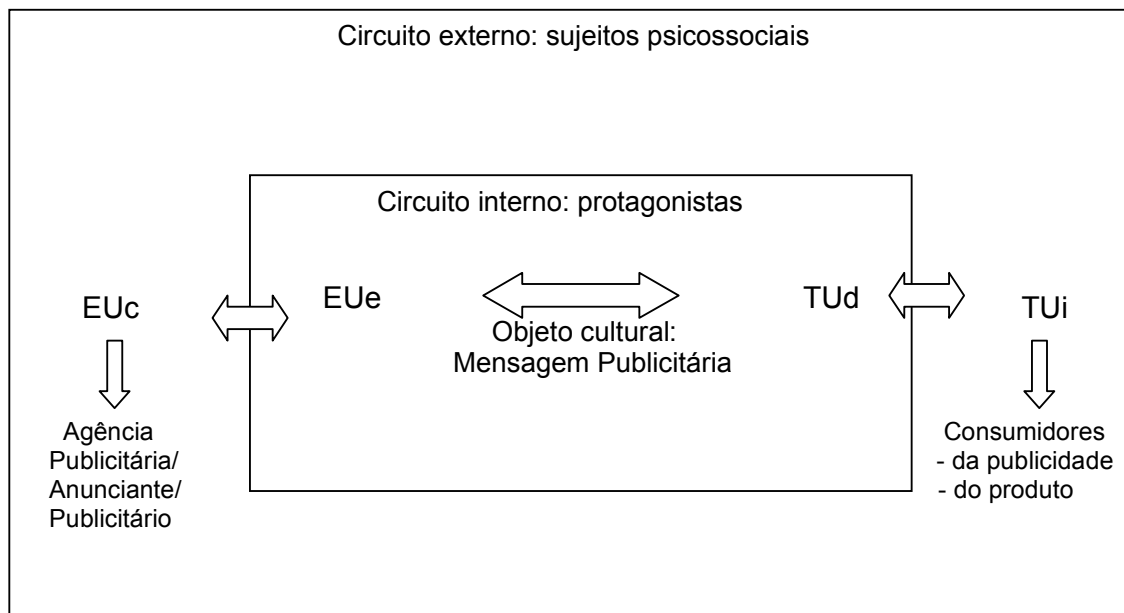 Circuito externo: sujeitos psicossociais
Circuito interno: protagonistas
EUc
EUe
TUd
TUi
Objeto cultural:
Mensagem Publicitária
Agência
Publicitária/
Anunciante/
Publicitário
Consumidores
- da publicidade
- do produto